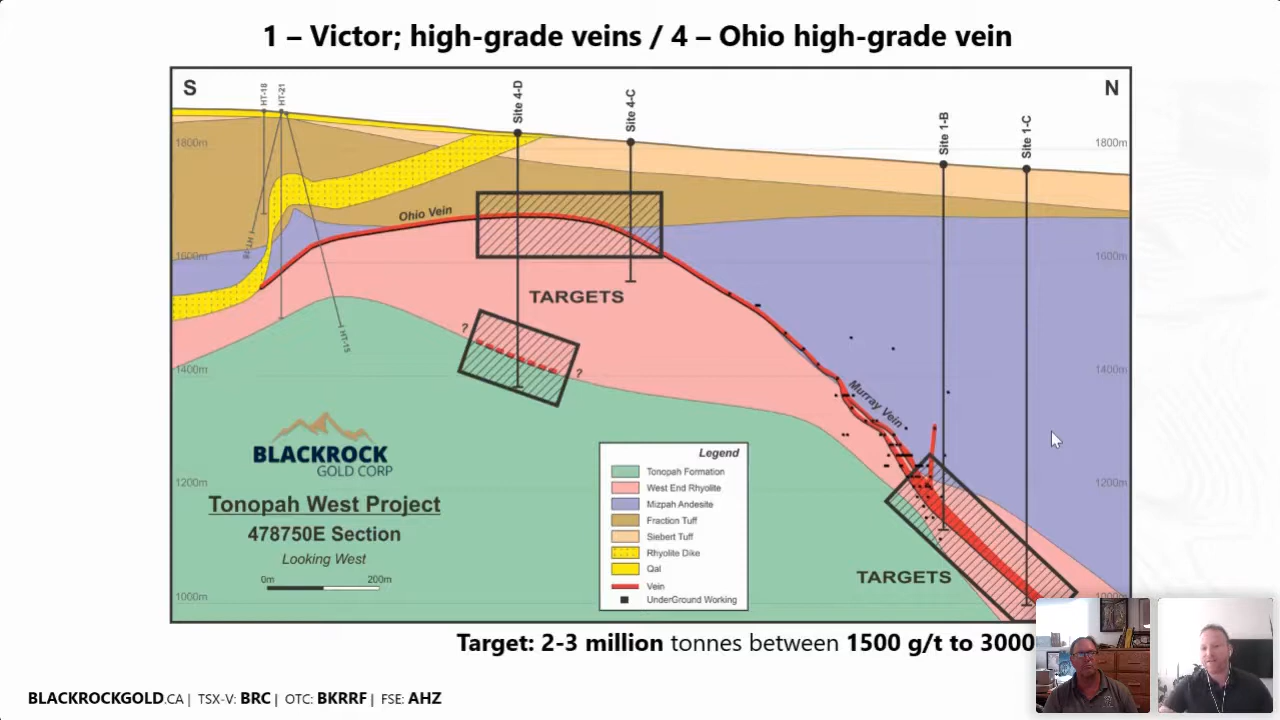 1 – Victor; high-grade veins / 4 – Ohio high-grade vein
S
N
HT-18
HT-21
Site 4-D
Site 4-C
Site 1-B
Site 1-C
1800m
1800m
Ohio Vein
HT-16
1600m
1600m
TARGETS
HT-15
?
?
1400m
1400m
Murray Vein
BLACKROCK
GOLD CORP
Tonopah West Project
478750E Section
Looking West
0m 200m
1200m
1200m
Legend
Tonopah Formation
West End Rhyolite
Mizpah Andesite
Fraction Tuff
Siebert Tuff
Rhyolite Dike
Qal
Vein
UnderGround Working
TARGETS
1000m
1000m
Target: 2-3 million tonnes between 1500 g/t to 3000
BLACKROCKGOLD.CA | TSX-V: BRC | OTC: BKRRF | FSE: AHZ